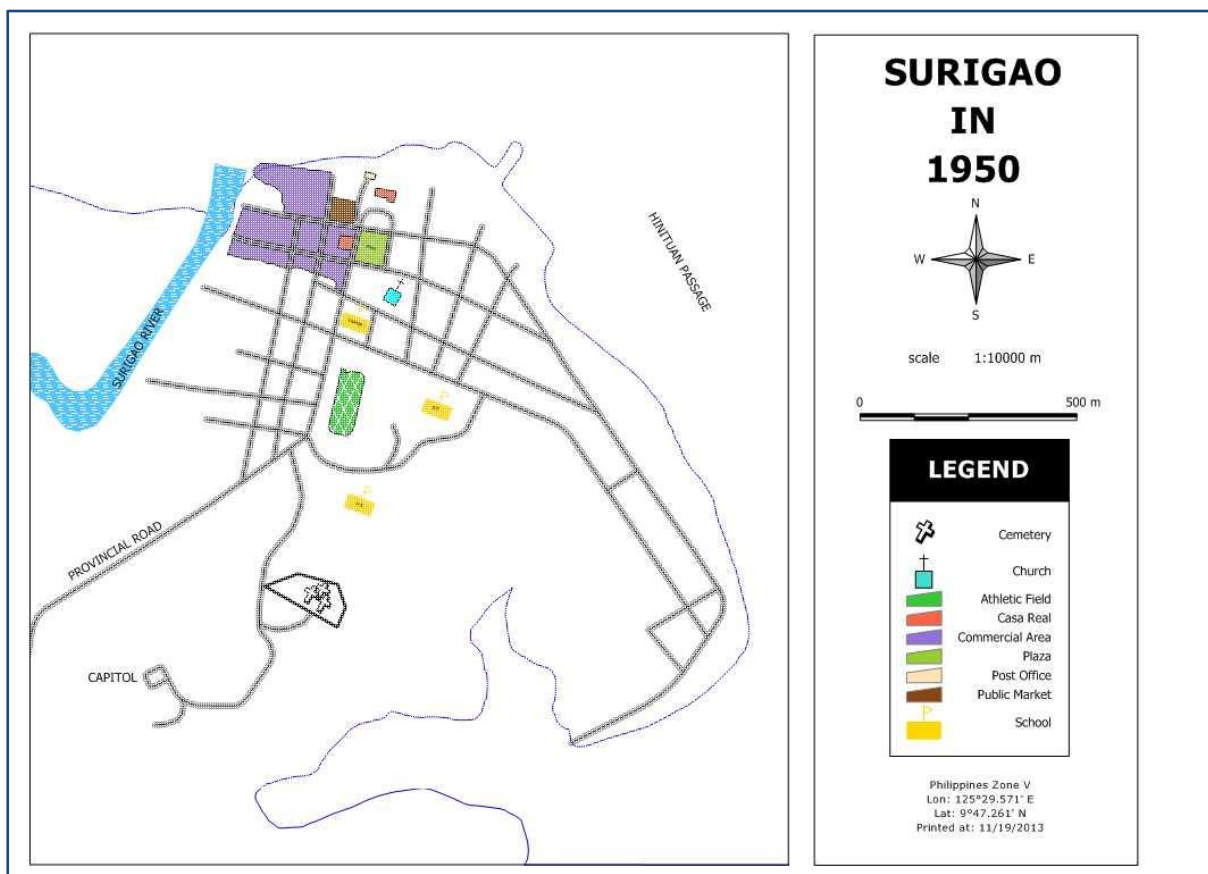 SURIGAO
IN
1950
N
W
E
S
scale 1:10000 m
0
500 m
LEGEND
Cemetery
Church
Athletic Field
Casa Real
Commercial Area
Plaza
Post Office
Public Market
School
Philippines Zone V
Lon: 125°29.571' E
Lat: 9°47.261' N
Printed at: 11/19/2013
HINITUAN PASSAGE
SURIGAO RIVER
PROVINCIAL ROAD
CAPITOL